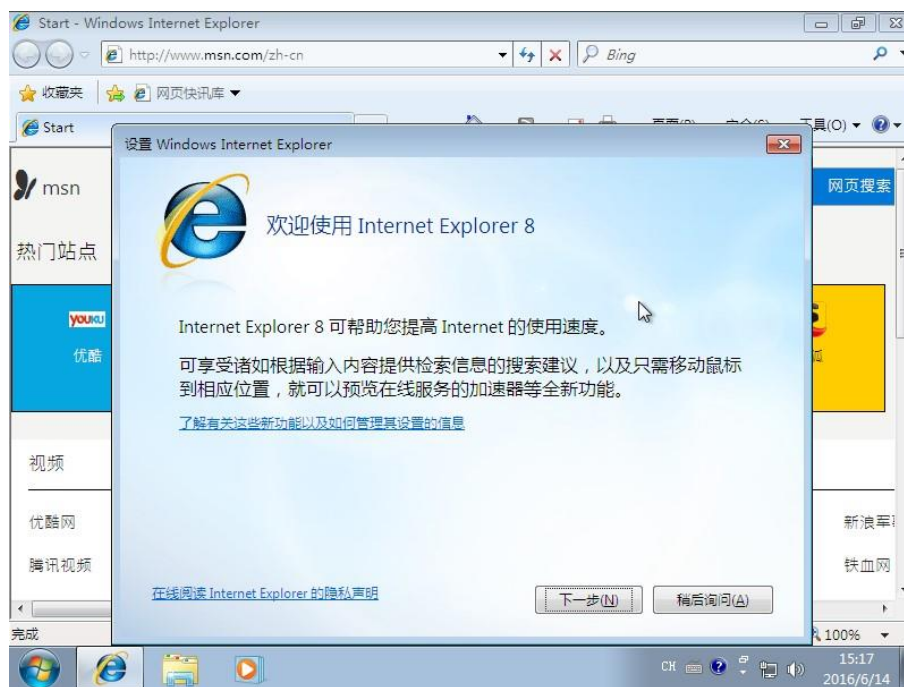 Start - Windows Internet Explorer
http://www.msn.com/zh-cn
Bing
收藏夹
网页快讯库
Start
工具(O)
设置 Windows Internet Explorer
msn
网页搜索
欢迎使用 Internet Explorer 8
热门站点
youku
优酷
Internet Explorer 8 可帮助您提高 Internet 的使用速度。
可享受诸如根据输入内容提供检索信息的搜索建议，以及只需移动鼠标
到相应位置，就可以预览在线服务的加速器等全新功能。
了解有关这些新功能以及如何管理其设置的信息
视频
优酷网
新浪军
腾讯视频
铁血网
在线阅读 Internet Explorer 的隐私声明
下一步(N)
稍后询问(A)
完成
100%
CH
15:17
2016/6/14